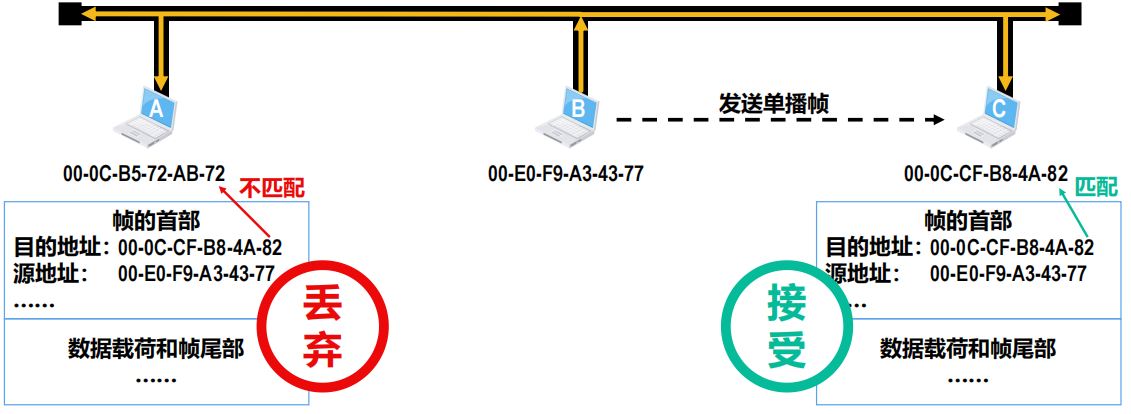 A
B
C
发送单播帧
00-0C-B5-72-AB-72
00-E0-F9-A3-43-77
00-0C-CF-B8-4A-82
不匹配
匹配
帧的首部
目的地址：00-0C-CF-B8-4A-82
源地址： 00-E0-F9-A3-43-77
……
数据载荷和帧尾部
……
丢弃
帧的首部
目的地址：00-0C-CF-B8-4A-82
源地址： 00-E0-F9-A3-43-77
……
数据载荷和帧尾部
……
接受